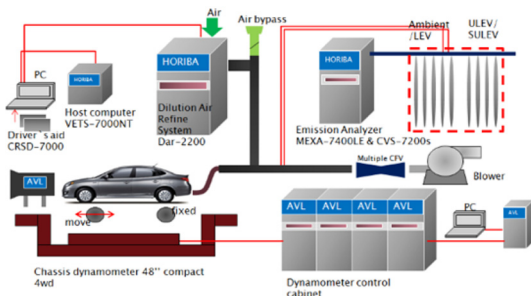 Air
Air bypass
Ambient
/LEV
ULEV/
SULEV
PC
HORIBA
Host computer
VETS-7000NT
Driver`s aid
CRSD-7000
HORIBA
Dilution Air
Refine
System
Dar-2200
HORIBA
Emission Analyzer
MEXA-7400LE & CVS-7200s
Multiple CFV
Blower
AVL
move
fixed
Chassis dynamometer 48'' compact
4wd
AVL
AVL
AVL
AVL
Dynamometer control
cabinet
PC
AVL